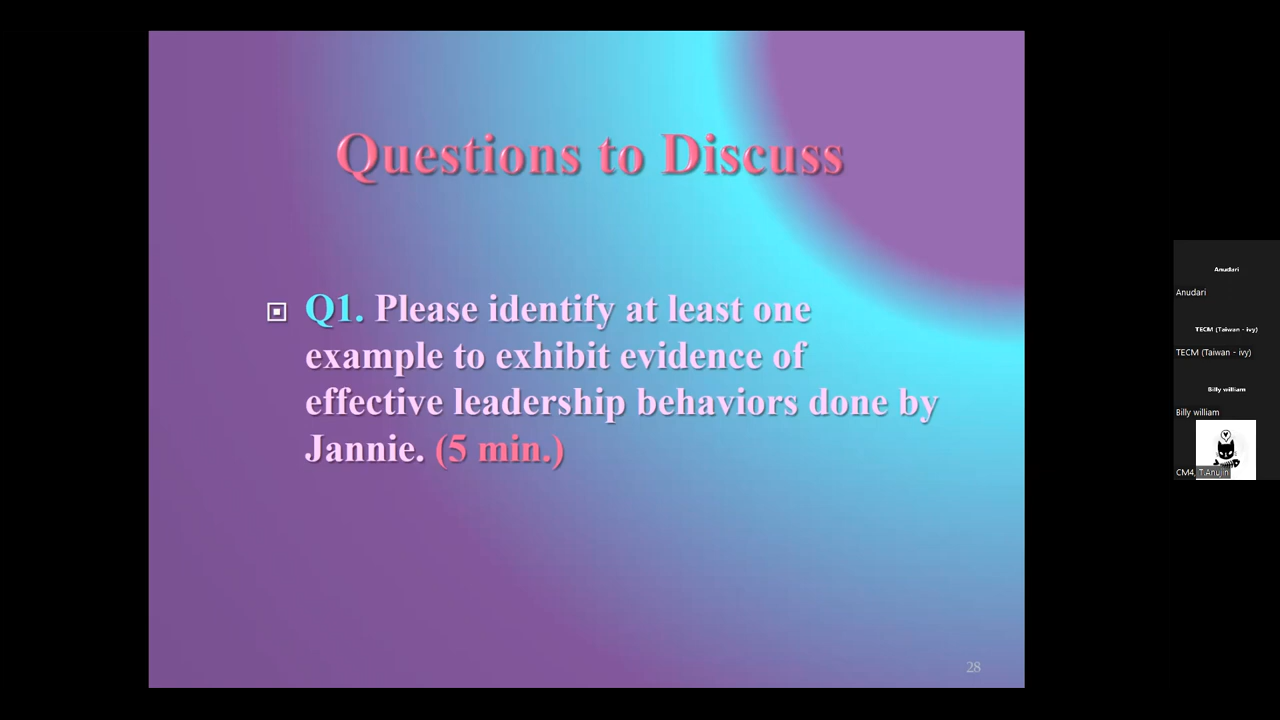 Questions to Discuss
Q1. Please identify at least one
example to exhibit evidence of
effective leadership behaviors done by
Jannie. (5 min.)
28
Anudari
Anudari
TECM (Taiwan - ivy)
TECM (Taiwan - ivy)
Billy william
Billy william
CM4, T.Anujin